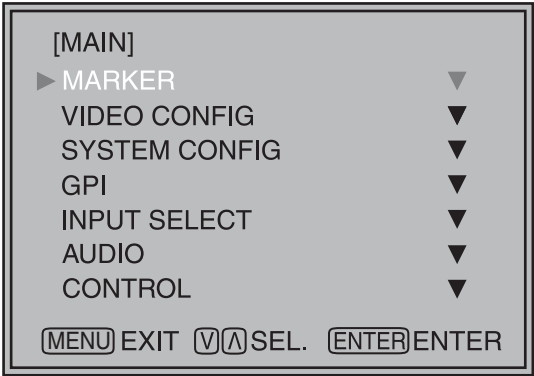 [MAIN]
▶ MARKER ▼
VIDEO CONFIG ▼
SYSTEM CONFIG ▼
GPI ▼
INPUT SELECT ▼
AUDIO ▼
CONTROL ▼
MENU EXIT V Λ SEL. ENTER ENTER